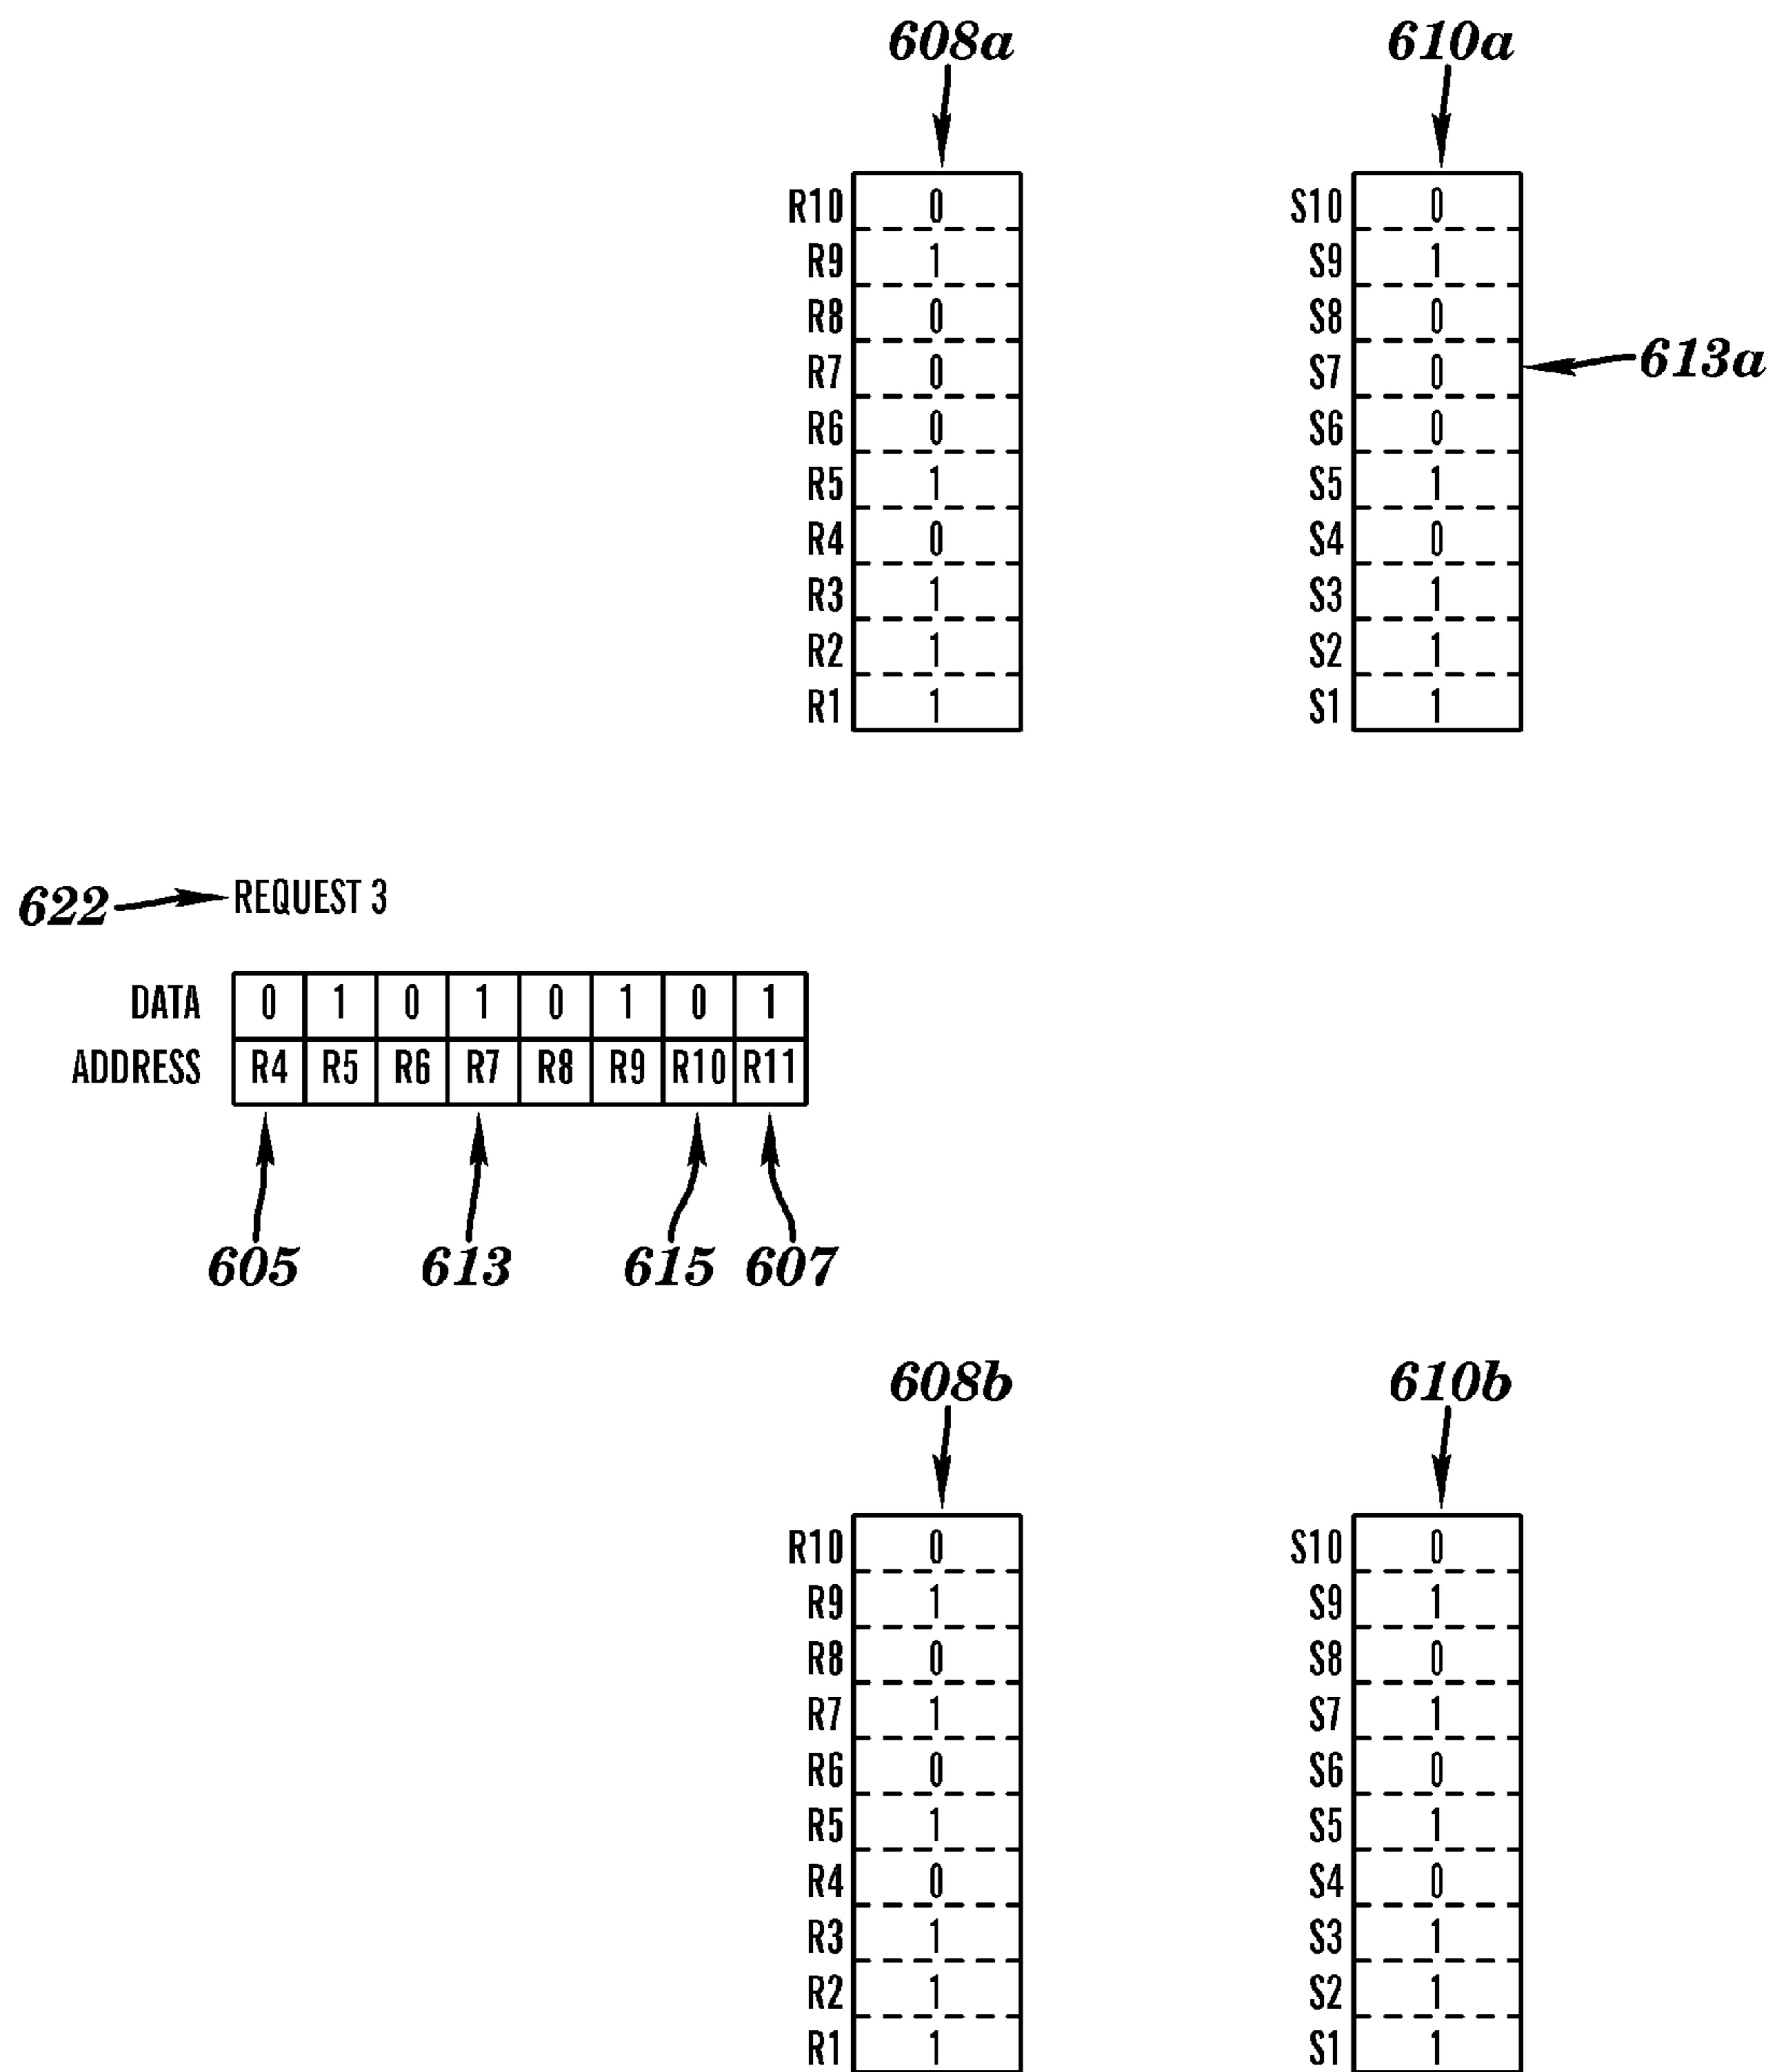 608a 610a
R10 0 S10 0
R9 1 S9 1
R8 0 S8 0
R7 0 S7 0 613a
R6 0 S6 0
R5 1 S5 1
R4 0 S4 0
R3 1 S3 1
R2 1 S2 1
R1 1 S1 1
622 REQUEST 3
DATA 0 1 0 1 0 1 0 1
ADDRESS R4 R5 R6 R7 R8 R9 R10 R11
605 613 615 607
608b 610b
R10 0 S10 0
R9 1 S9 1
R8 0 S8 0
R7 1 S7 1
R6 0 S6 0
R5 1 S5 1
R4 0 S4 0
R3 1 S3 1
R2 1 S2 1
R1 1 S1 1